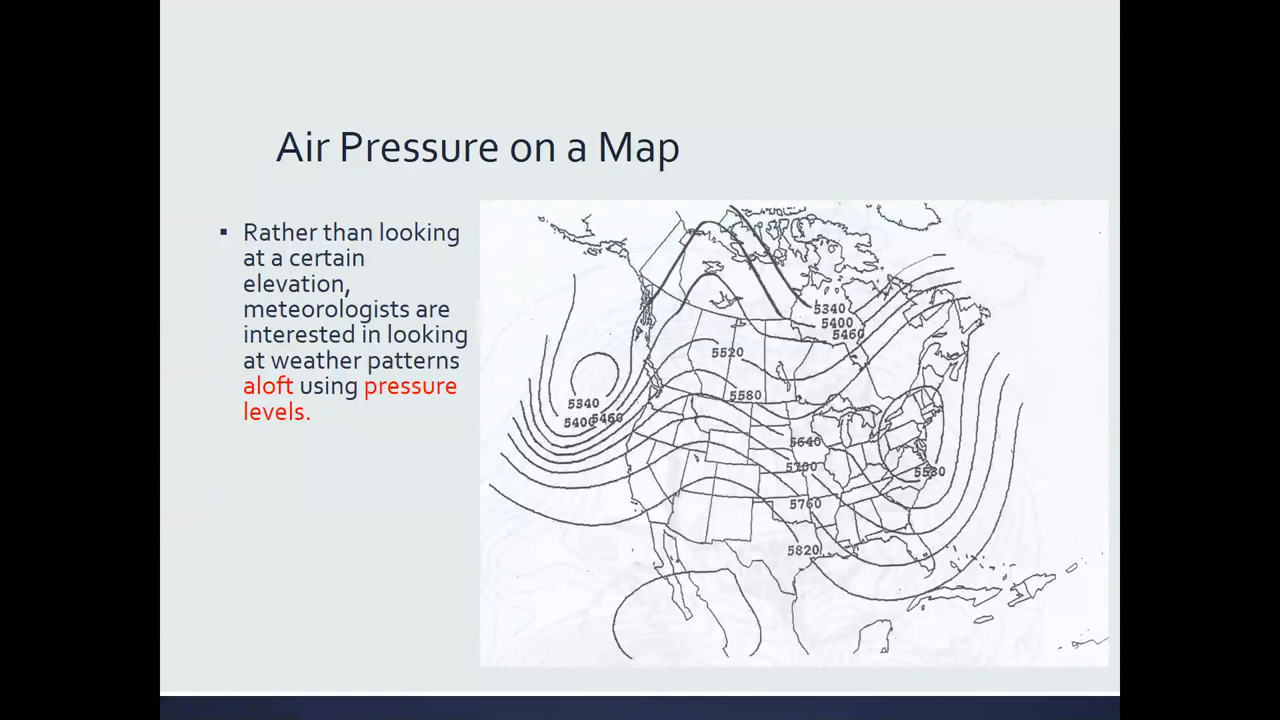 Air Pressure on a Map
▪ Rather than looking
at a certain
elevation,
meteorologists are
interested in looking
at weather patterns
aloft using pressure
levels.
5340
5400
5460
5520
5580
5340
5400
5460
5640
5700
5580
5760
5820